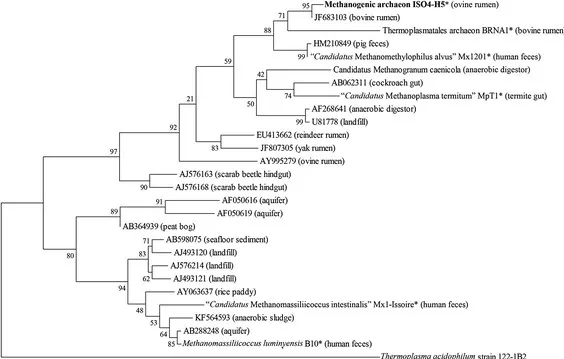 95 Methanogenic archaeon ISO4-H5* (ovine rumen)
71 JF683103 (bovine rumen)
88 Thermoplasmatales archaeon BRNA1* (bovine rumen)
HM210849 (pig feces)
59 99 “Candidatus Methanomethylophilus alvus” Mx1201* (human feces)
42 Candidatus Methanogranum caenicola (anaerobic digestor)
AB062311 (cockroach gut)
21 50 74 “Candidatus Methanoplasma termitum” MpT1* (termite gut)
AF268641 (anaerobic digestor)
99 U81778 (landfill)
92 EU413662 (reindeer rumen)
83 JF807305 (yak rumen)
97 AY995279 (ovine rumen)
AJ576163 (scarab beetle hindgut)
90 AJ576168 (scarab beetle hindgut)
91 AF050616 (aquifer)
89 AF050619 (aquifer)
AB364939 (peat bog)
71 AB598075 (seafloor sediment)
80 83 AJ493120 (landfill)
AJ576214 (landfill)
62 AJ493121 (landfill)
94 AY063637 (rice paddy)
48 “Candidatus Methanomassiliicoccus intestinalis” Mx1-Issoire* (human feces)
53 KF564593 (anaerobic sludge)
64 AB288248 (aquifer)
85 Methanomassiliicoccus luminyensis B10* (human feces)
Thermoplasma acidophilum strain 122-1B2